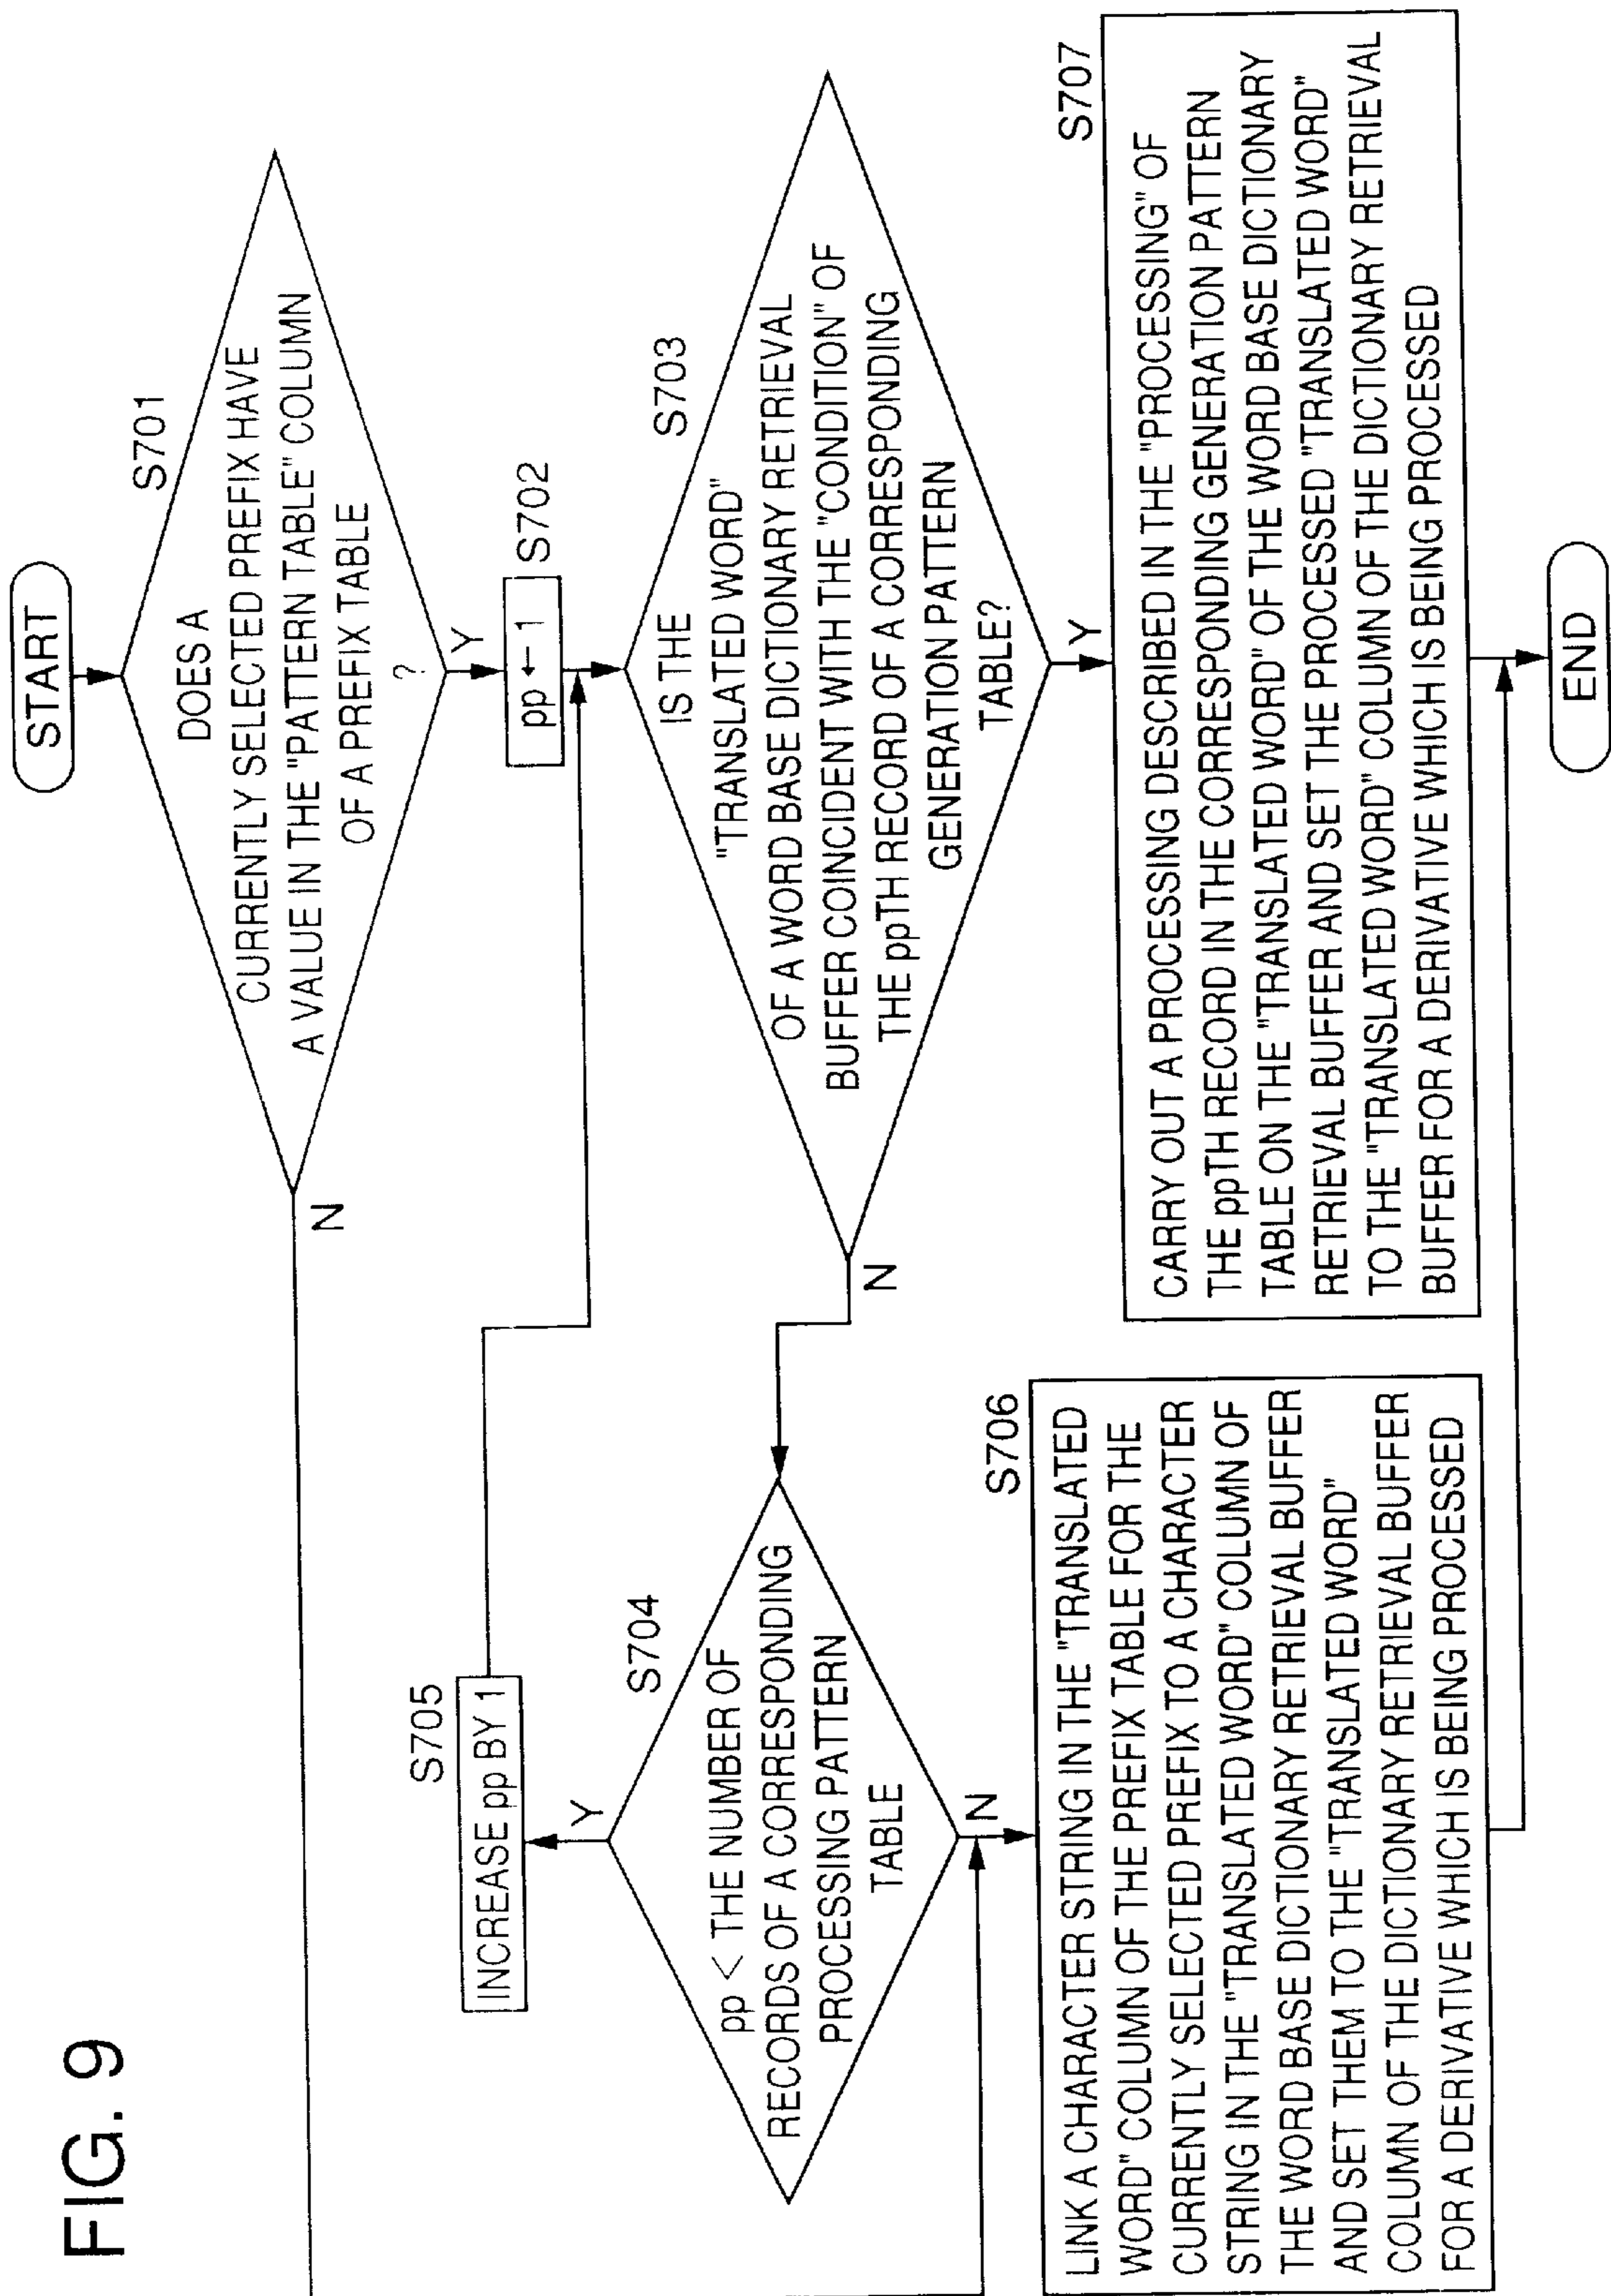 FIG. 9
START
S701
DOES A
CURRENTLY SELECTED PREFIX HAVE
A VALUE IN THE "PATTERN TABLE" COLUMN
OF A PREFIX TABLE
?
N
Y
pp ← 1
S702
S703
IS THE
"TRANSLATED WORD"
OF A WORD BASE DICTIONARY RETRIEVAL
BUFFER COINCIDENT WITH THE "CONDITION" OF
THE ppTH RECORD OF A CORRESPONDING
GENERATION PATTERN
TABLE?
N
Y
S705
INCREASE pp BY 1
Y
S704
pp < THE NUMBER OF
RECORDS OF A CORRESPONDING
PROCESSING PATTERN
TABLE
N
S706
LINK A CHARACTER STRING IN THE "TRANSLATED
WORD" COLUMN OF THE PREFIX TABLE FOR THE
CURRENTLY SELECTED PREFIX TO A CHARACTER
STRING IN THE "TRANSLATED WORD" COLUMN OF
THE WORD BASE DICTIONARY RETRIEVAL BUFFER
AND SET THEM TO THE "TRANSLATED WORD"
COLUMN OF THE DICTIONARY RETRIEVAL BUFFER
FOR A DERIVATIVE WHICH IS BEING PROCESSED
S707
CARRY OUT A PROCESSING DESCRIBED IN THE "PROCESSING" OF
THE ppTH RECORD IN THE CORRESPONDING GENERATION PATTERN
TABLE ON THE "TRANSLATED WORD" OF THE WORD BASE DICTIONARY
RETRIEVAL BUFFER AND SET THE PROCESSED "TRANSLATED WORD"
TO THE "TRANSLATED WORD" COLUMN OF THE DICTIONARY RETRIEVAL
BUFFER FOR A DERIVATIVE WHICH IS BEING PROCESSED
END